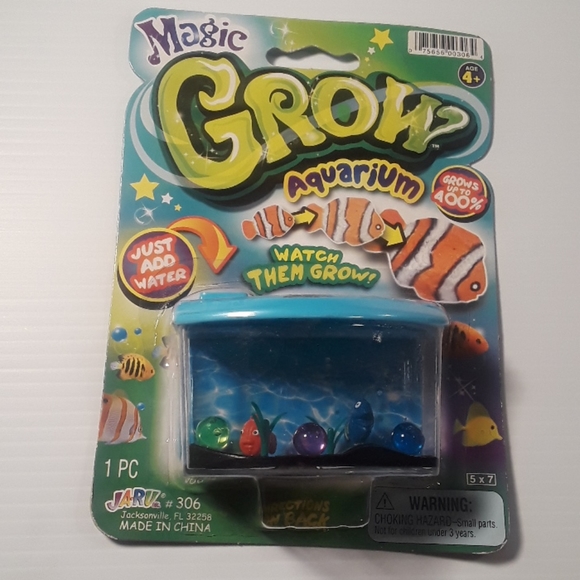 Magic
GROW™
Aquarium
AGE
4+
GROWS
UP TO
400%
JUST
ADD
WATER
WATCH
THEM GROW!
1 PC
JA-RU. # 306
Jacksonville, FL 32258
MADE IN CHINA
5 x 7
WARNING:
CHOKING HAZARD-Small parts.
Not for children under 3 years.